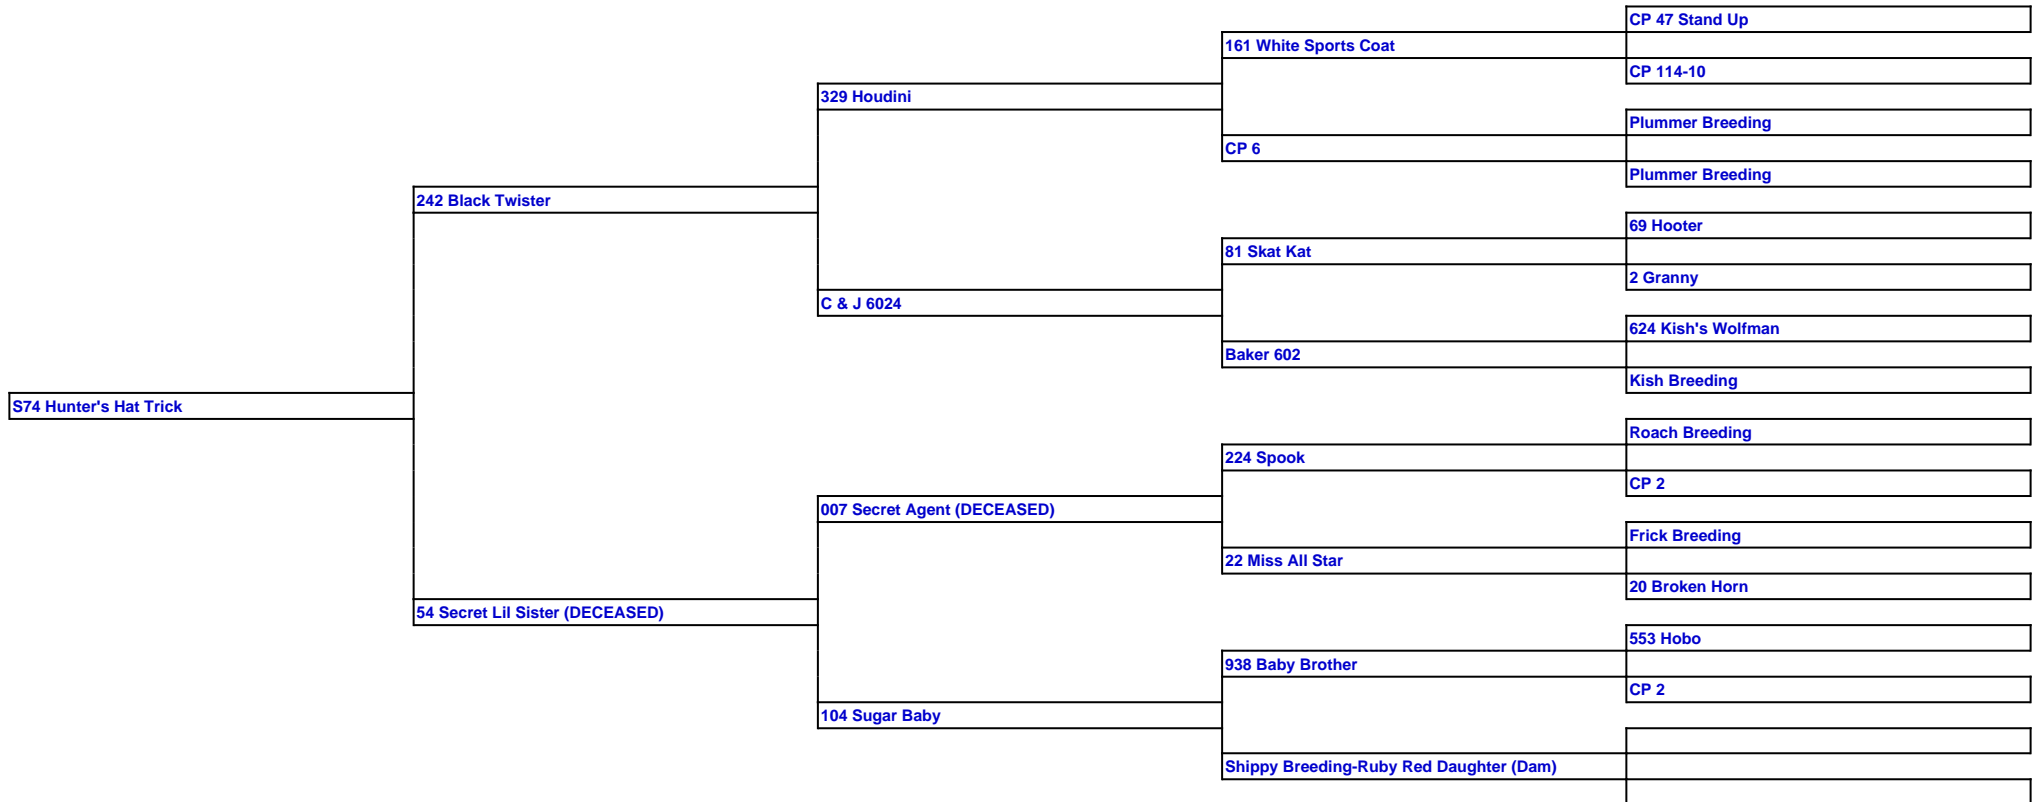 CP 47 Stand Up
161 White Sports Coat
CP 114-10
329 Houdini
Plummer Breeding
CP 6
Plummer Breeding
242 Black Twister
69 Hooter
81 Skat Kat
2 Granny
C & J 6024
624 Kish's Wolfman
Baker 602
Kish Breeding
S74 Hunter's Hat Trick
Roach Breeding
224 Spook
CP 2
007 Secret Agent (DECEASED)
Frick Breeding
22 Miss All Star
20 Broken Horn
54 Secret Lil Sister (DECEASED)
553 Hobo
938 Baby Brother
CP 2
104 Sugar Baby
Shippy Breeding-Ruby Red Daughter (Dam)